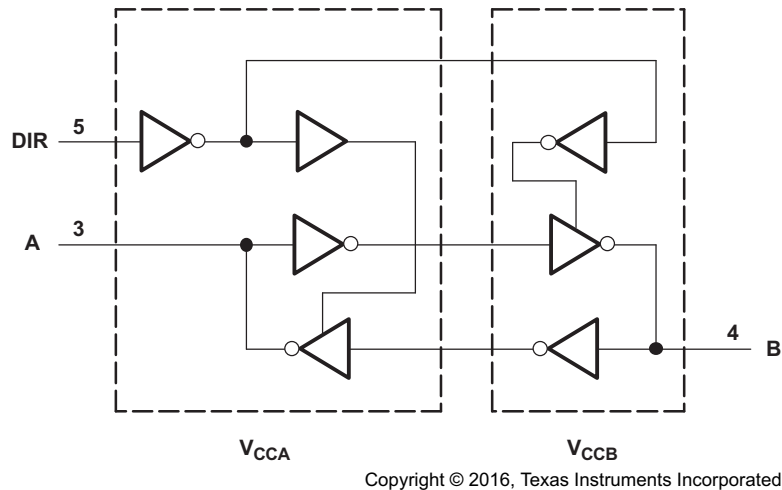 DIR 5
A 3
4 B
VCCA VCCB
Copyright © 2016, Texas Instruments Incorporated